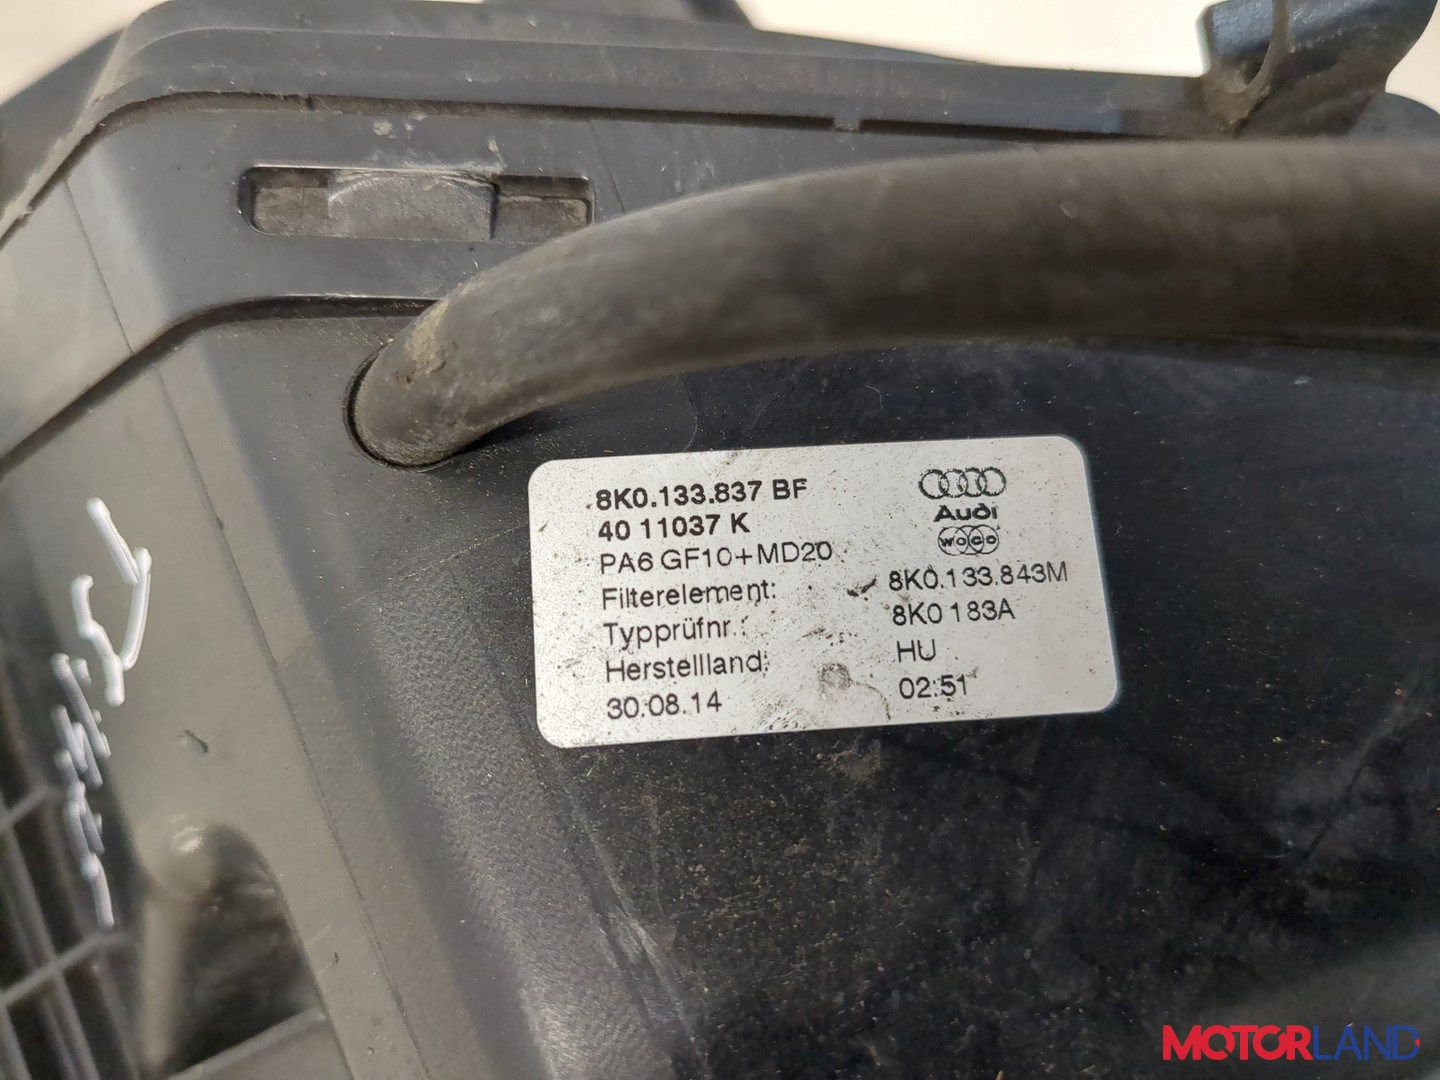 8K0.133.837 BF
40 11037 K
PA6 GF10+MD20
Filterelement: 8K0.133.843M
Typprüfnr.: 8K0 183A
Herstellland: HU
30.08.14 02:51
Audi
WOCO
MOTORLAND